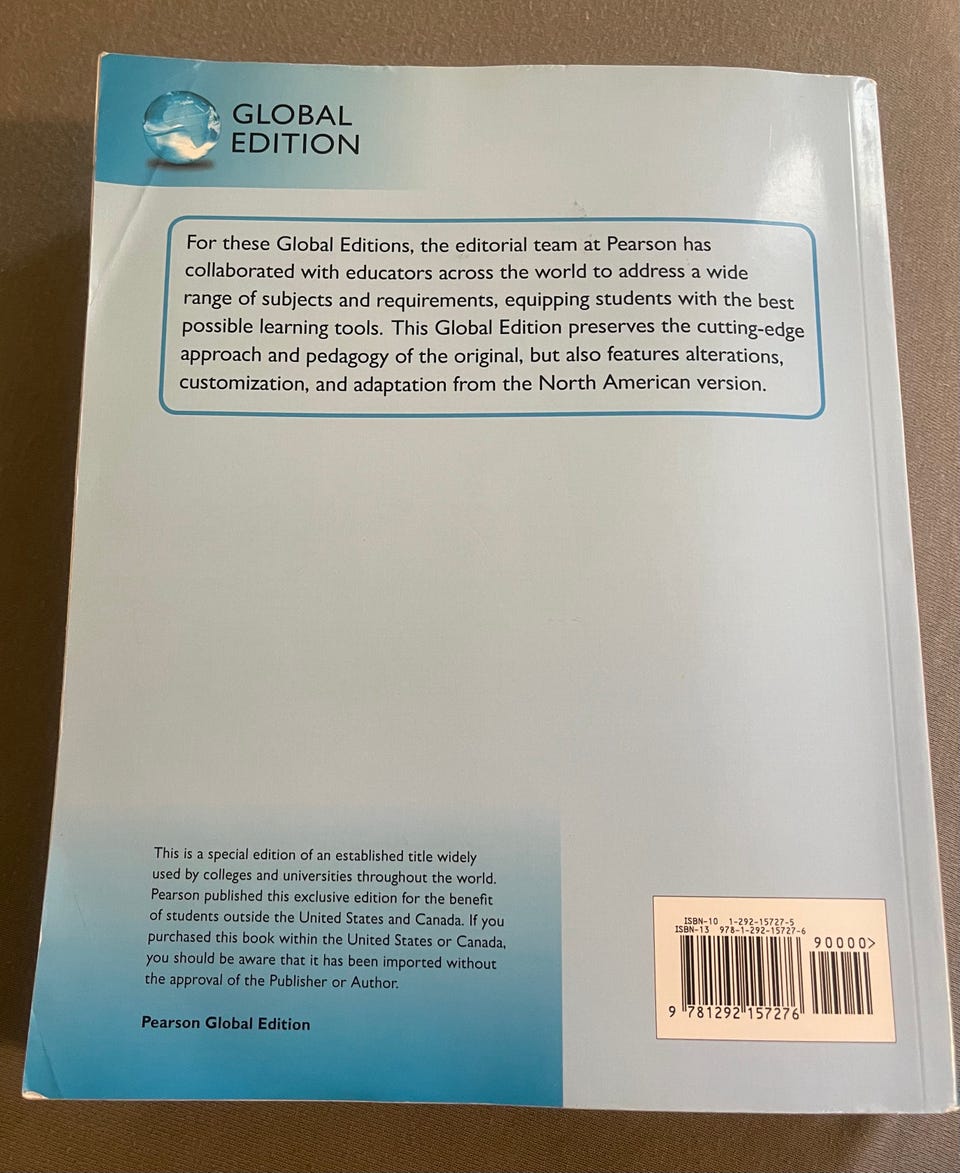 GLOBAL
EDITION
For these Global Editions, the editorial team at Pearson has
collaborated with educators across the world to address a wide
range of subjects and requirements, equipping students with the best
possible learning tools. This Global Edition preserves the cutting-edge
approach and pedagogy of the original, but also features alterations,
customization, and adaptation from the North American version.
This is a special edition of an established title widely
used by colleges and universities throughout the world.
Pearson published this exclusive edition for the benefit
of students outside the United States and Canada. If you
purchased this book within the United States or Canada,
you should be aware that it has been imported without
the approval of the Publisher or Author.
Pearson Global Edition
ISBN-10 1-292-15727-5
ISBN-13 978-1-292-15727-6
90000>
9 781292 157276